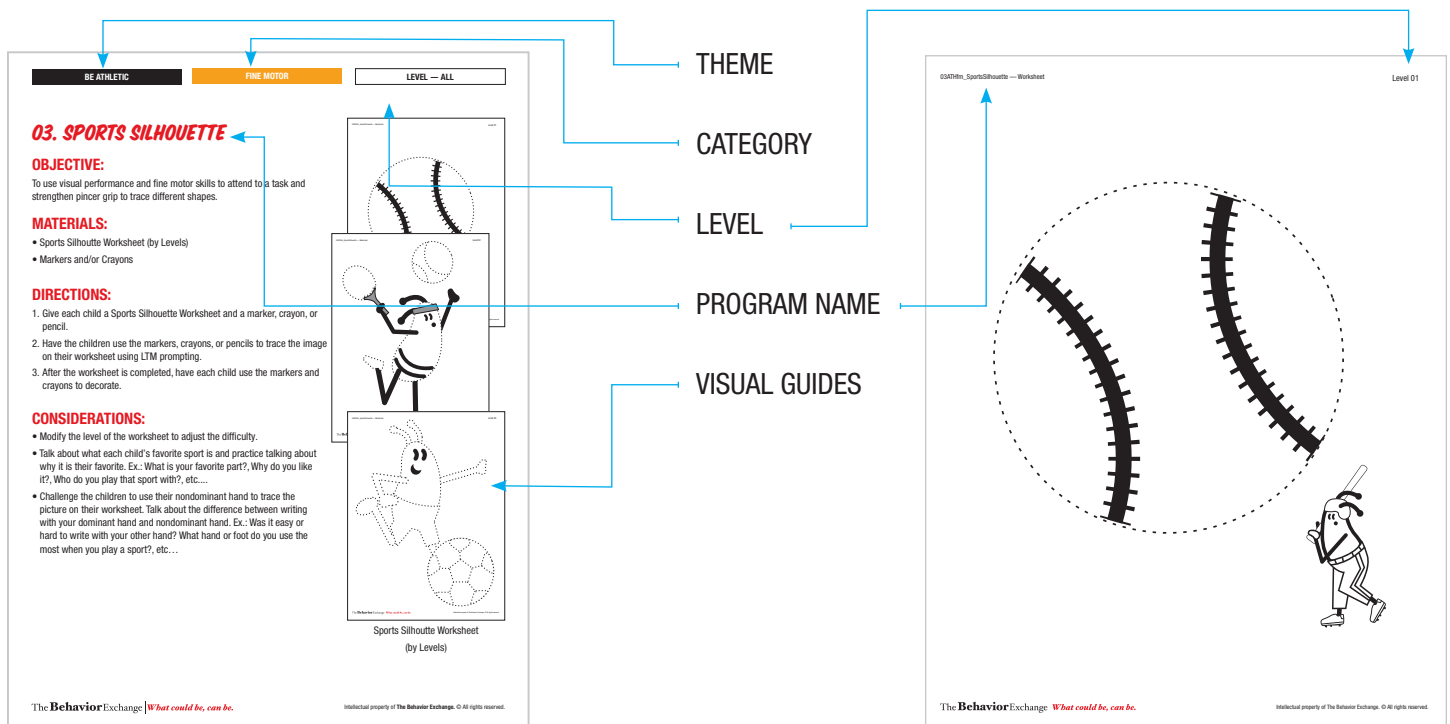 BE ATHLETIC
FINE MOTOR
LEVEL — ALL
03. SPORTS SILHOUETTE
OBJECTIVE:
To use visual performance and fine motor skills to attend to a task and
strengthen pincer grip to trace different shapes.
MATERIALS:
• Sports Silhoutte Worksheet (by Levels)
• Markers and/or Crayons
DIRECTIONS:
1. Give each child a Sports Silhouette Worksheet and a marker, crayon, or
pencil.
2. Have the children use the markers, crayons, or pencils to trace the image
on their worksheet using LTM prompting.
3. After the worksheet is completed, have each child use the markers and
crayons to decorate.
CONSIDERATIONS:
• Modify the level of the worksheet to adjust the difficulty.
• Talk about what each child's favorite sport is and practice talking about
why it is their favorite. Ex.: What is your favorite part?, Why do you like
it?, Who do you play that sport with?, etc....
• Challenge the children to use their nondominant hand to trace the
picture on their worksheet. Talk about the difference between writing
with your dominant hand and nondominant hand. Ex.: Was it easy or
hard to write with your other hand? What hand or foot do you use the
most when you play a sport?, etc…
The Behavior Exchange What could be, can be.
Sports Silhoutte Worksheet
(by Levels)
The Behavior Exchange What could be, can be.
Intellectual property of The Behavior Exchange. © All rights reserved.
THEME
CATEGORY
LEVEL
PROGRAM NAME
VISUAL GUIDES
03ATHfm_SportsSilhouette — Worksheet
Level 01
The Behavior Exchange What could be, can be.
Intellectual property of The Behavior Exchange. © All rights reserved.